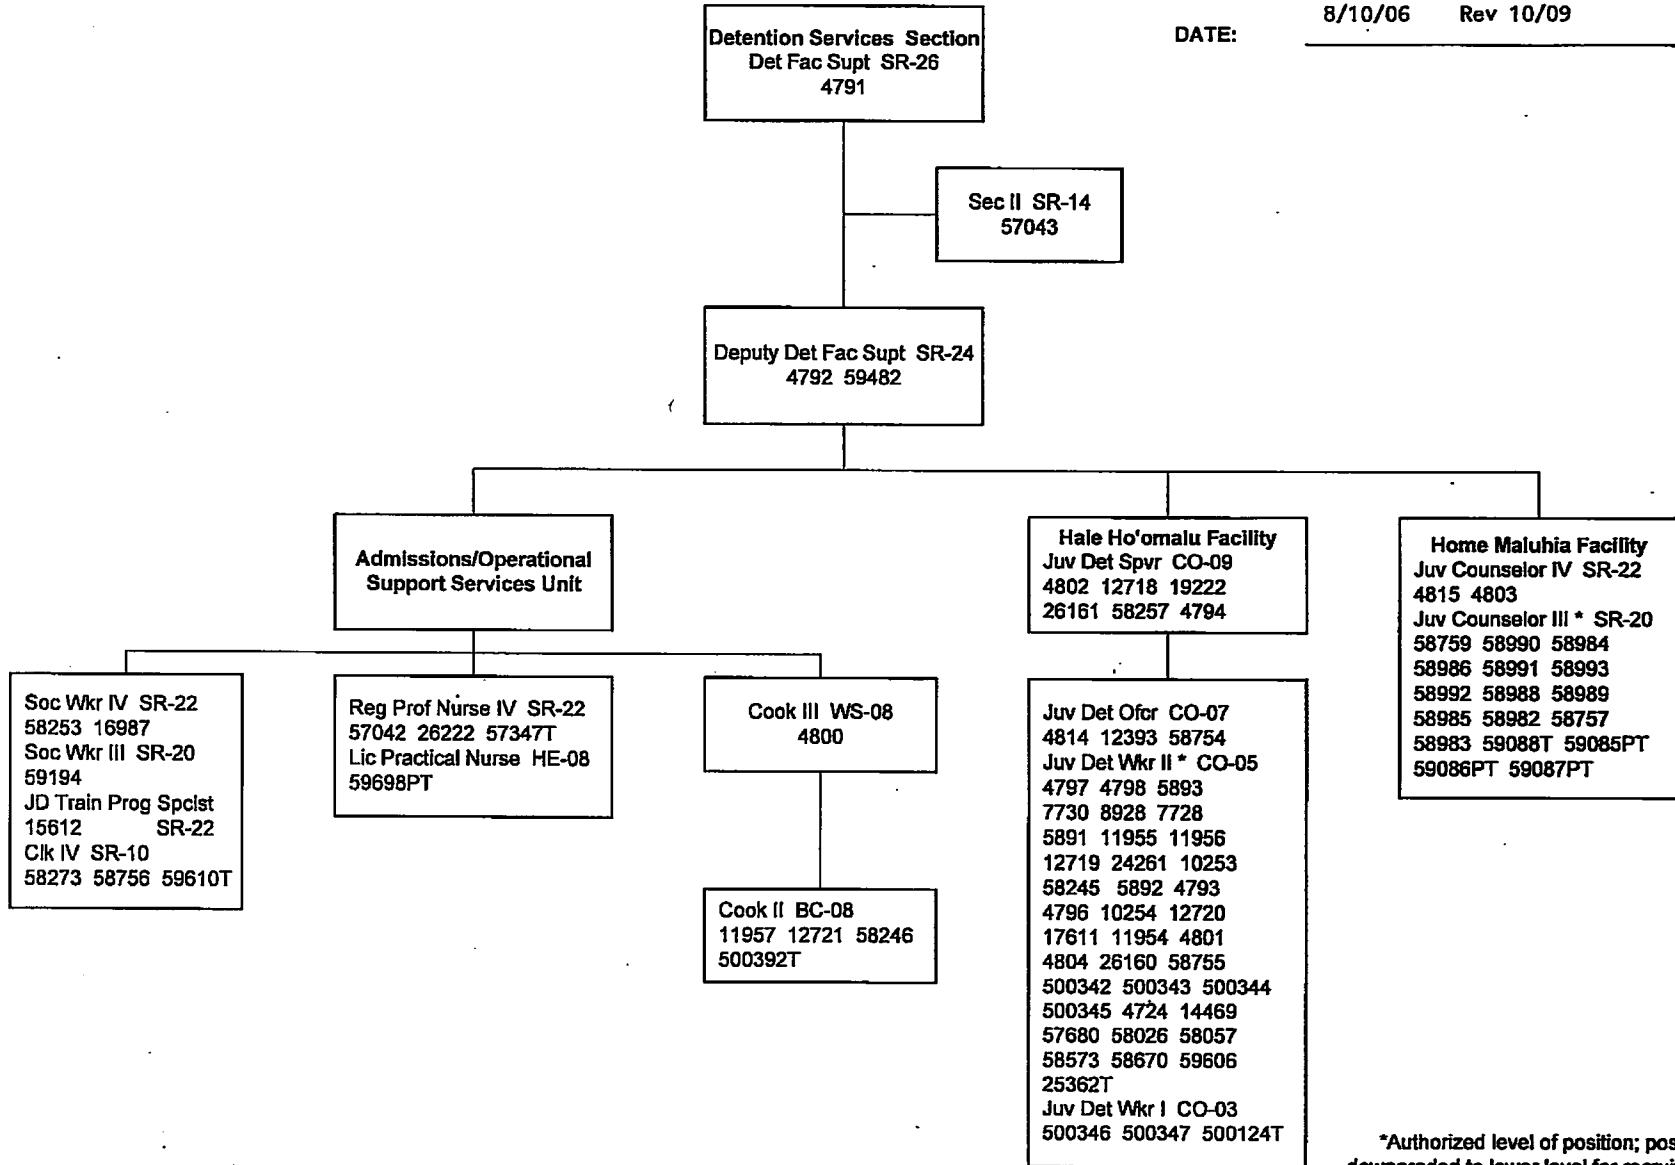 8/10/06 Rev 10/09
DATE:
Detention Services Section
Det Fac Supt SR-26
4791
Sec II SR-14
57043
Deputy Det Fac Supt SR-24
4792 59482
Admissions/Operational
Support Services Unit
Hale Ho'omalu Facility
Juv Det Spvr CO-09
4802 12718 19222
26161 58257 4794
Home Maluhia Facility
Juv Counselor IV SR-22
4815 4803
Juv Counselor III * SR-20
58759 58990 58984
58986 58991 58993
58992 58988 58989
58985 58982 58757
58983 59088T 59085PT
59086PT 59087PT
Soc Wkr IV SR-22
58253 16987
Soc Wkr III SR-20
59194
JD Train Prog Spclst
15612 SR-22
Clk IV SR-10
58273 58756 59610T
Reg Prof Nurse IV SR-22
57042 26222 57347T
Lic Practical Nurse HE-08
59698PT
Cook III WS-08
4800
Cook II BC-08
11957 12721 58246
500392T
Juv Det Ofcr CO-07
4814 12393 58754
Juv Det Wkr II * CO-05
4797 4798 5893
7730 8928 7728
5891 11955 11956
12719 24261 10253
58245 5892 4793
4796 10254 12720
17611 11954 4801
4804 26160 58755
500342 500343 500344
500345 4724 14469
57680 58026 58057
58573 58670 59606
25362T
Juv Det Wkr I CO-03
500346 500347 500124T
*Authorized level of position; pos
downgraded to lower level for